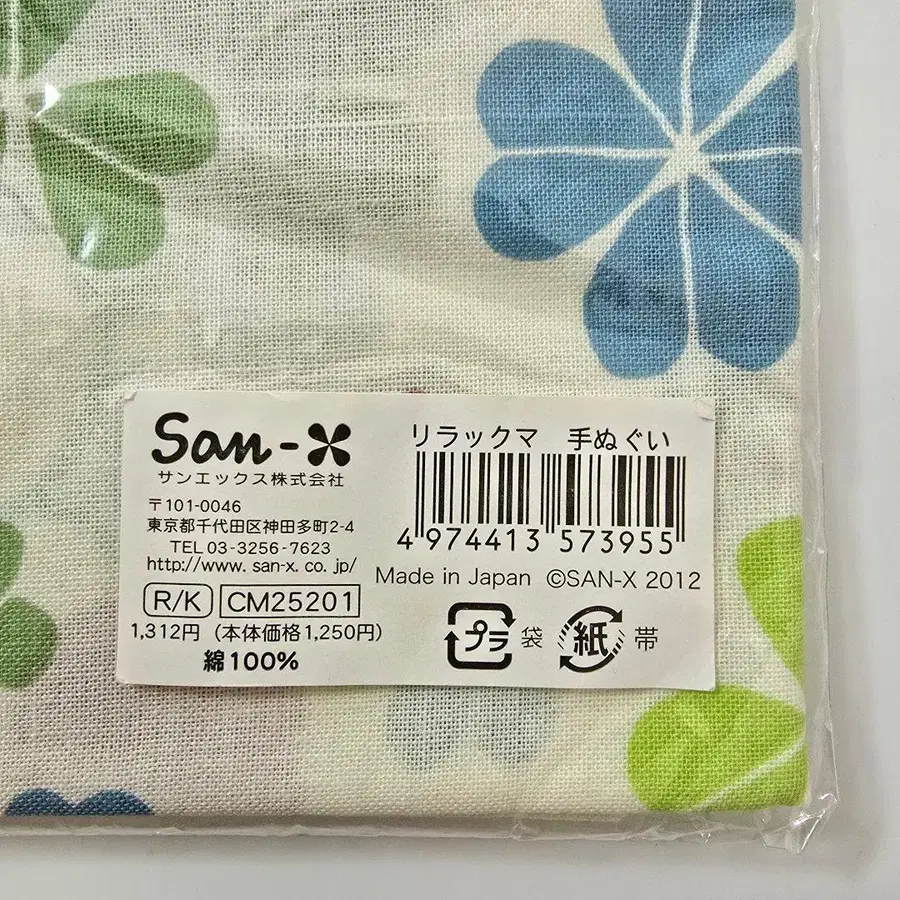 San-X
サンエックス株式会社
〒101-0046
東京都千代田区神田多町2-4
TEL 03-3256-7623
http://www. san-x. co. jp/
R/K CM25201
1,312円（本体価格1,250円）
綿100%
リラックマ 手ぬぐい
4 974413 573955
Made in Japan ©SAN-X 2012
プラ 袋 紙 帯